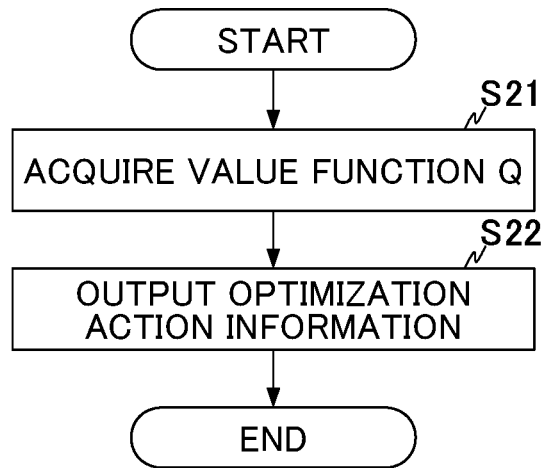 START
S21
ACQUIRE VALUE FUNCTION Q
S22
OUTPUT OPTIMIZATION
ACTION INFORMATION
END